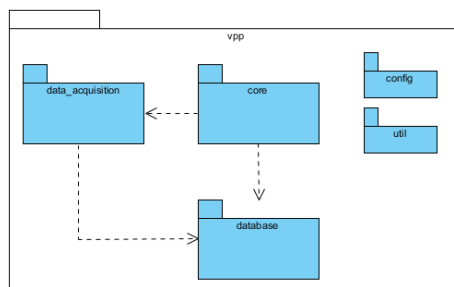 vpp
data_acquisition
core
config
util
database